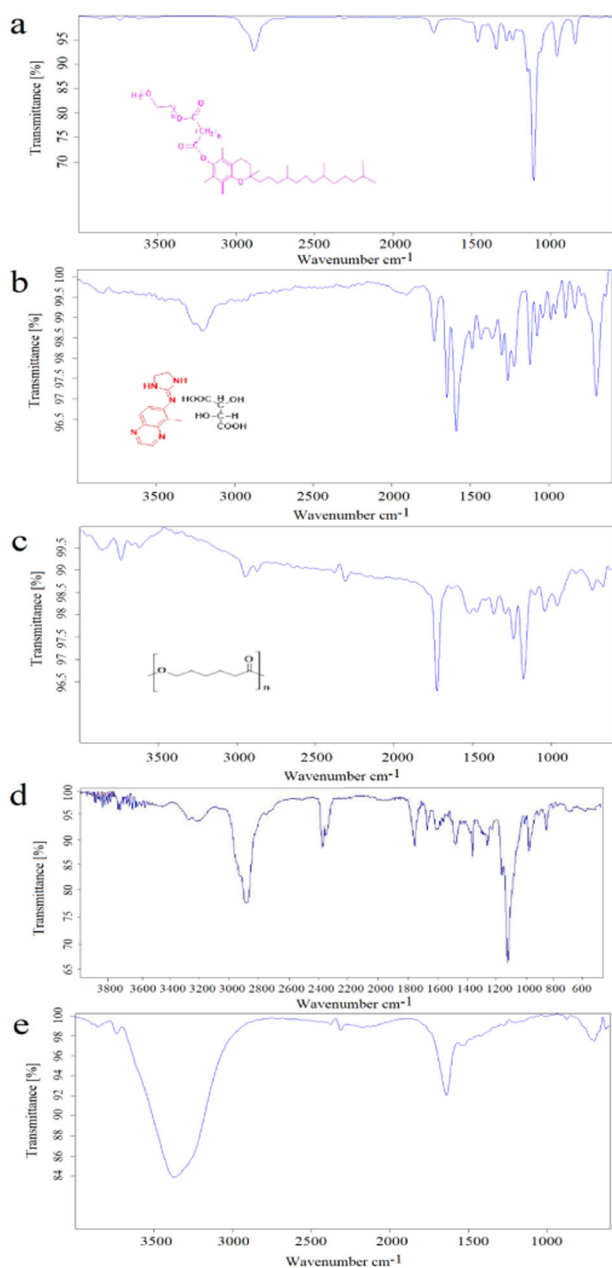 a
Transmittance [%]
95
90
85
80
75
70
H
O
n
O
O
(CH2)n
O
C
O
O
3500 3000 2500 2000 1500 1000
Wavenumber cm-1
b
Transmittance [%]
100
99.5
99
98.5
98
97.5
97
96.5
HN NH
N
N
N
HOOC H OH
HO H
COOH
3500 3000 2500 2000 1500 1000
Wavenumber cm-1
c
Transmittance [%]
99.5
99
98.5
98
97.5
97
96.5
O
O
n
3500 3000 2500 2000 1500 1000
Wavenumber cm-1
d
Transmittance [%]
100
95
90
85
80
75
70
65
3800 3600 3400 3200 3000 2800 2600 2400 2200 2000 1800 1600 1400 1200 1000 800 600
Wavenumber cm-1
e
Transmittance [%]
100
98
96
94
92
90
88
86
84
3500 3000 2500 2000 1500 1000
Wavenumber cm-1